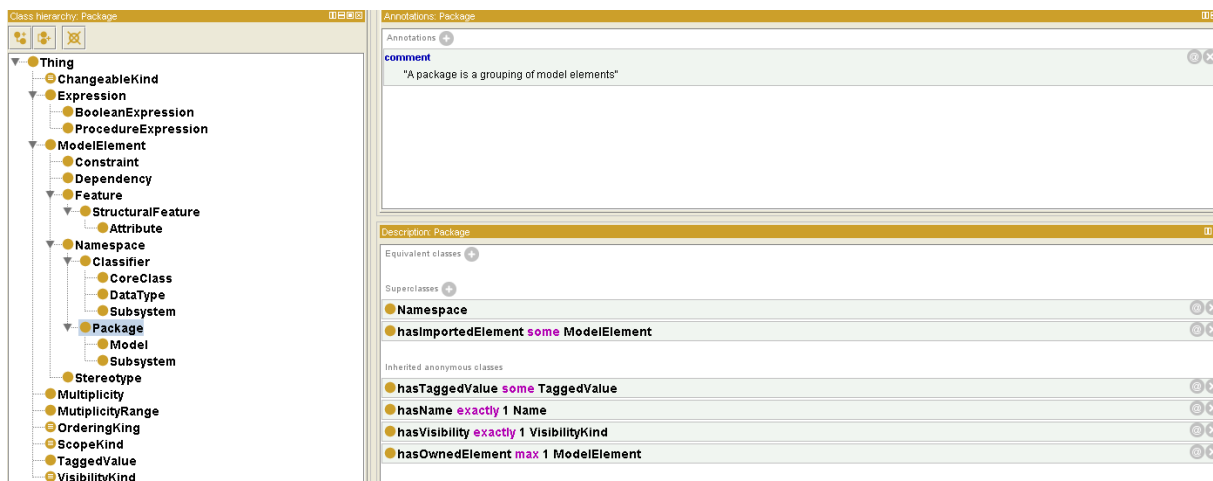 Class hierarchy: Package
Thing
ChangeableKind
Expression
BooleanExpression
ProcedureExpression
ModelElement
Constraint
Dependency
Feature
StructuralFeature
Attribute
Namespace
Classifier
CoreClass
DataType
Subsystem
Package
Model
Subsystem
Stereotype
Multiplicity
MutiplicityRange
OrderingKing
ScopeKind
TaggedValue
VisibilityKind
Annotations: Package
Annotations
comment
"A package is a grouping of model elements"
Description: Package
Equivalent classes
Superclasses
Namespace
hasImportedElement some ModelElement
Inherited anonymous classes
hasTaggedValue some TaggedValue
hasName exactly 1 Name
hasVisibility exactly 1 VisibilityKind
hasOwnedElement max 1 ModelElement